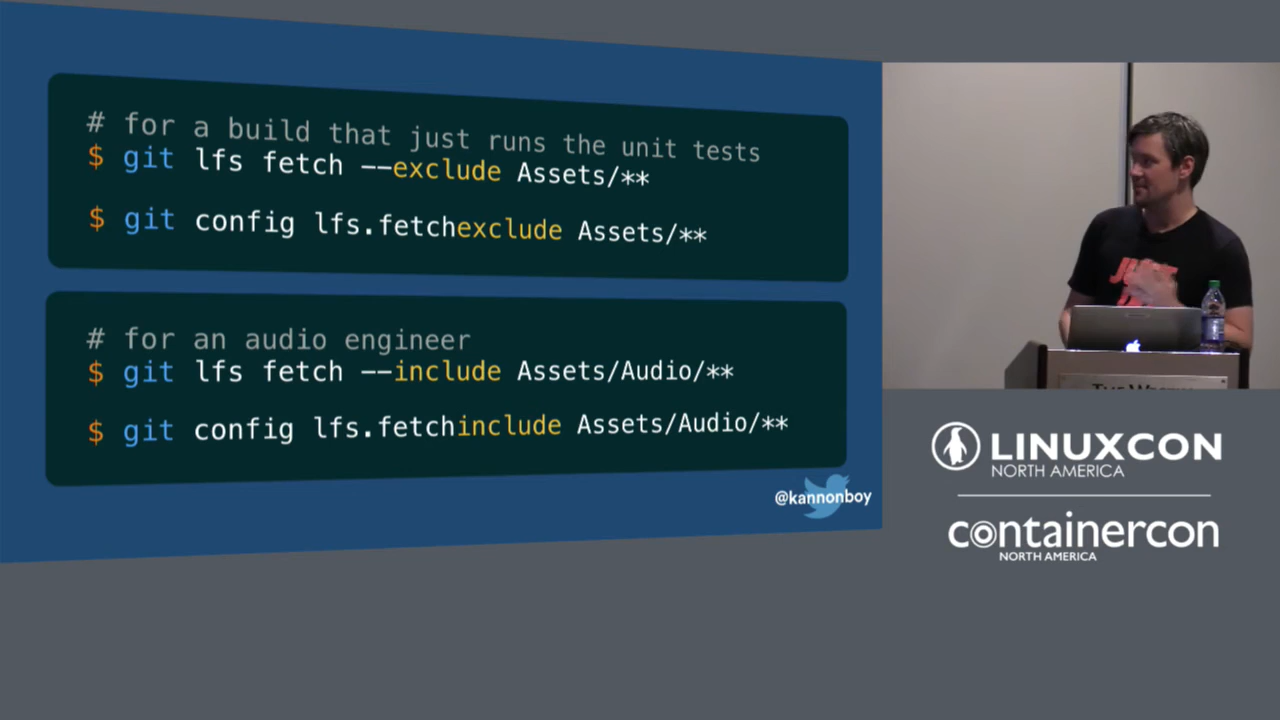 # for a build that just runs the unit tests
$ git lfs fetch --exclude Assets/**
$ git config lfs.fetchexclude Assets/**
# for an audio engineer
$ git lfs fetch --include Assets/Audio/**
$ git config lfs.fetchinclude Assets/Audio/**
@kannonboy
LINUXCON
NORTH AMERICA
containercon
NORTH AMERICA